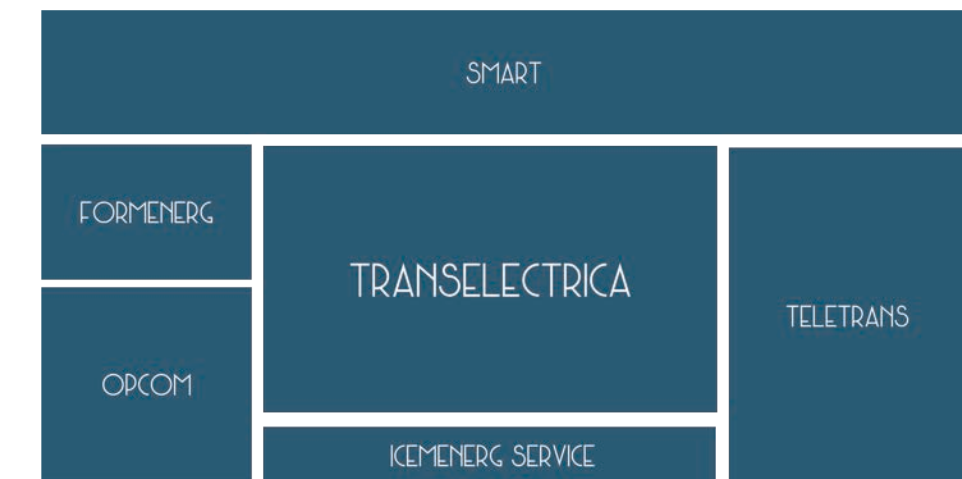 SMART
FORMENERG
TRANSELECTRICA
TELETRANS
OPCOM
ICEMENERG SERVICE